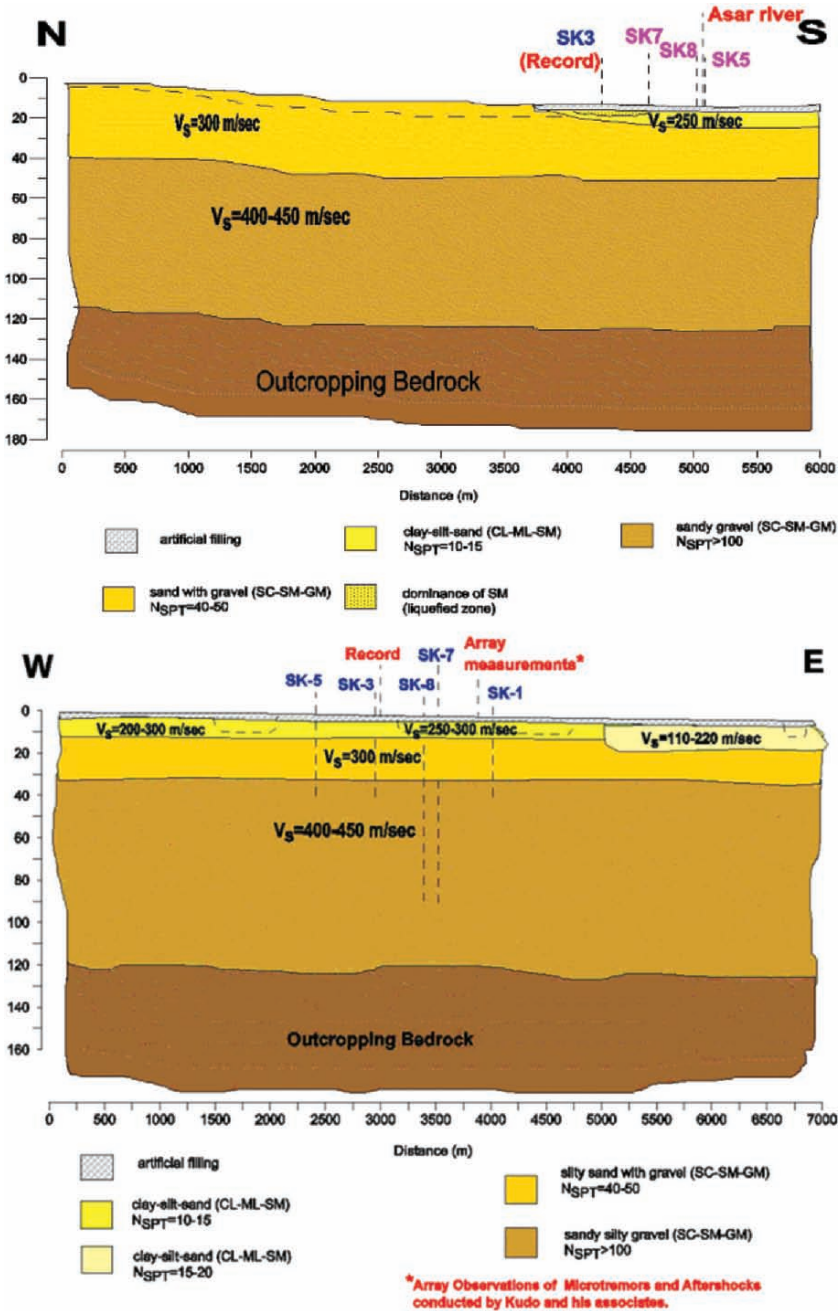 N
S
Asar river
SK3
(Record)
SK7
SK8
SK5
0
20
40
60
80
100
120
140
160
180
Vs=300 m/sec
Vs=250 m/sec
Vs=400-450 m/sec
Outcropping Bedrock
0 500 1000 1500 2000 2500 3000 3500 4000 4500 5000 5500 6000
Distance (m)
artificial filling
clay-silt-sand (CL-ML-SM)
NSPT=10-15
sandy gravel (SC-SM-GM)
NSPT>100
sand with gravel (SC-SM-GM)
NSPT=40-50
dominance of SM
(liquefied zone)
W
E
Record
SK-7
Array
measurements*
SK-5
SK-3
SK-8
SK-1
0
20
40
60
80
100
120
140
160
Vs=200-300 m/sec
Vs=250-300 m/sec
Vs=110-220 m/sec
Vs=300 m/sec
Vs=400-450 m/sec
Outcropping Bedrock
0 500 1000 1500 2000 2500 3000 3500 4000 4500 5000 5500 6000 6500 7000
Distance (m)
artificial filling
clay-silt-sand (CL-ML-SM)
NSPT=10-15
clay-silt-sand (CL-ML-SM)
NSPT=15-20
silty sand with gravel (SC-SM-GM)
NSPT=40-50
sandy silty gravel (SC-SM-GM)
NSPT>100
*Array Observations of Microtremors and Aftershocks
conducted by Kudo and his associates.